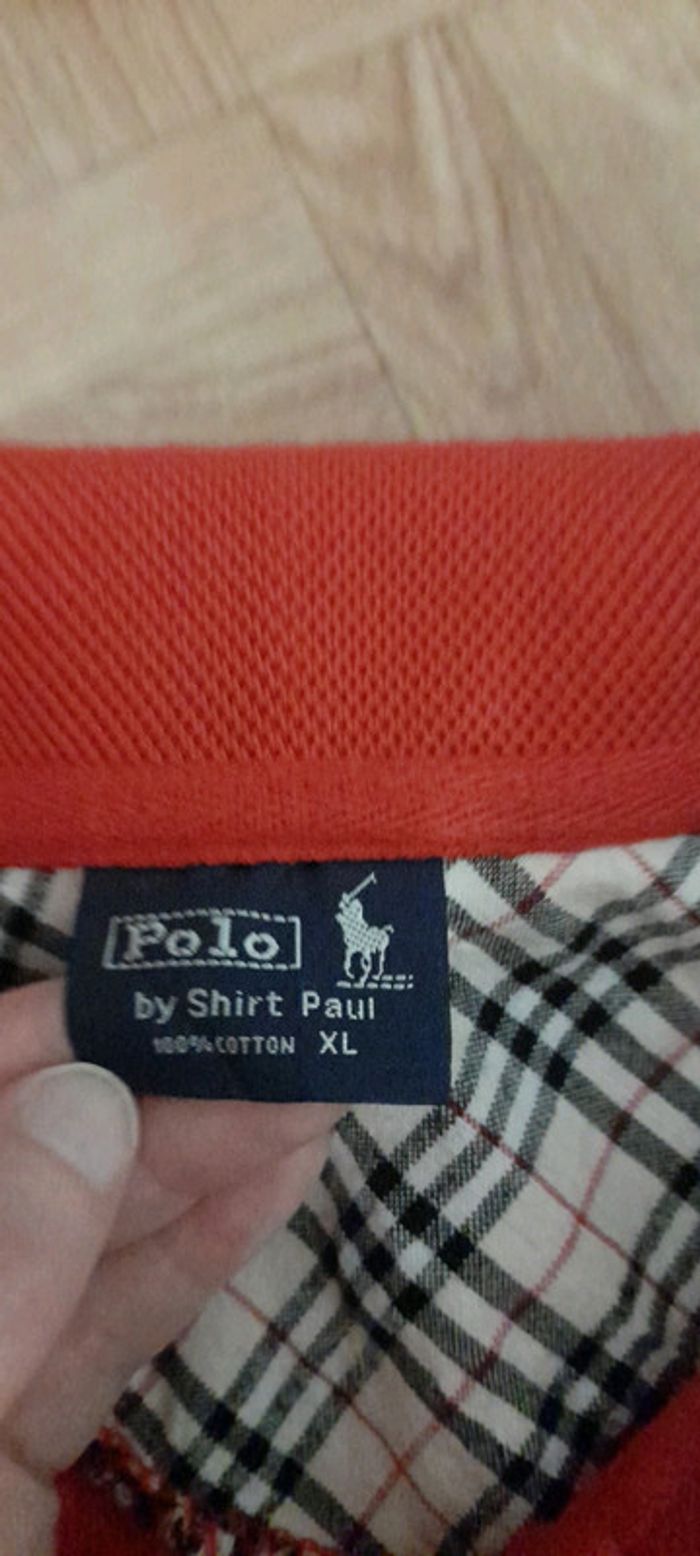 Polo
by Shirt Paul
100% COTTON XL